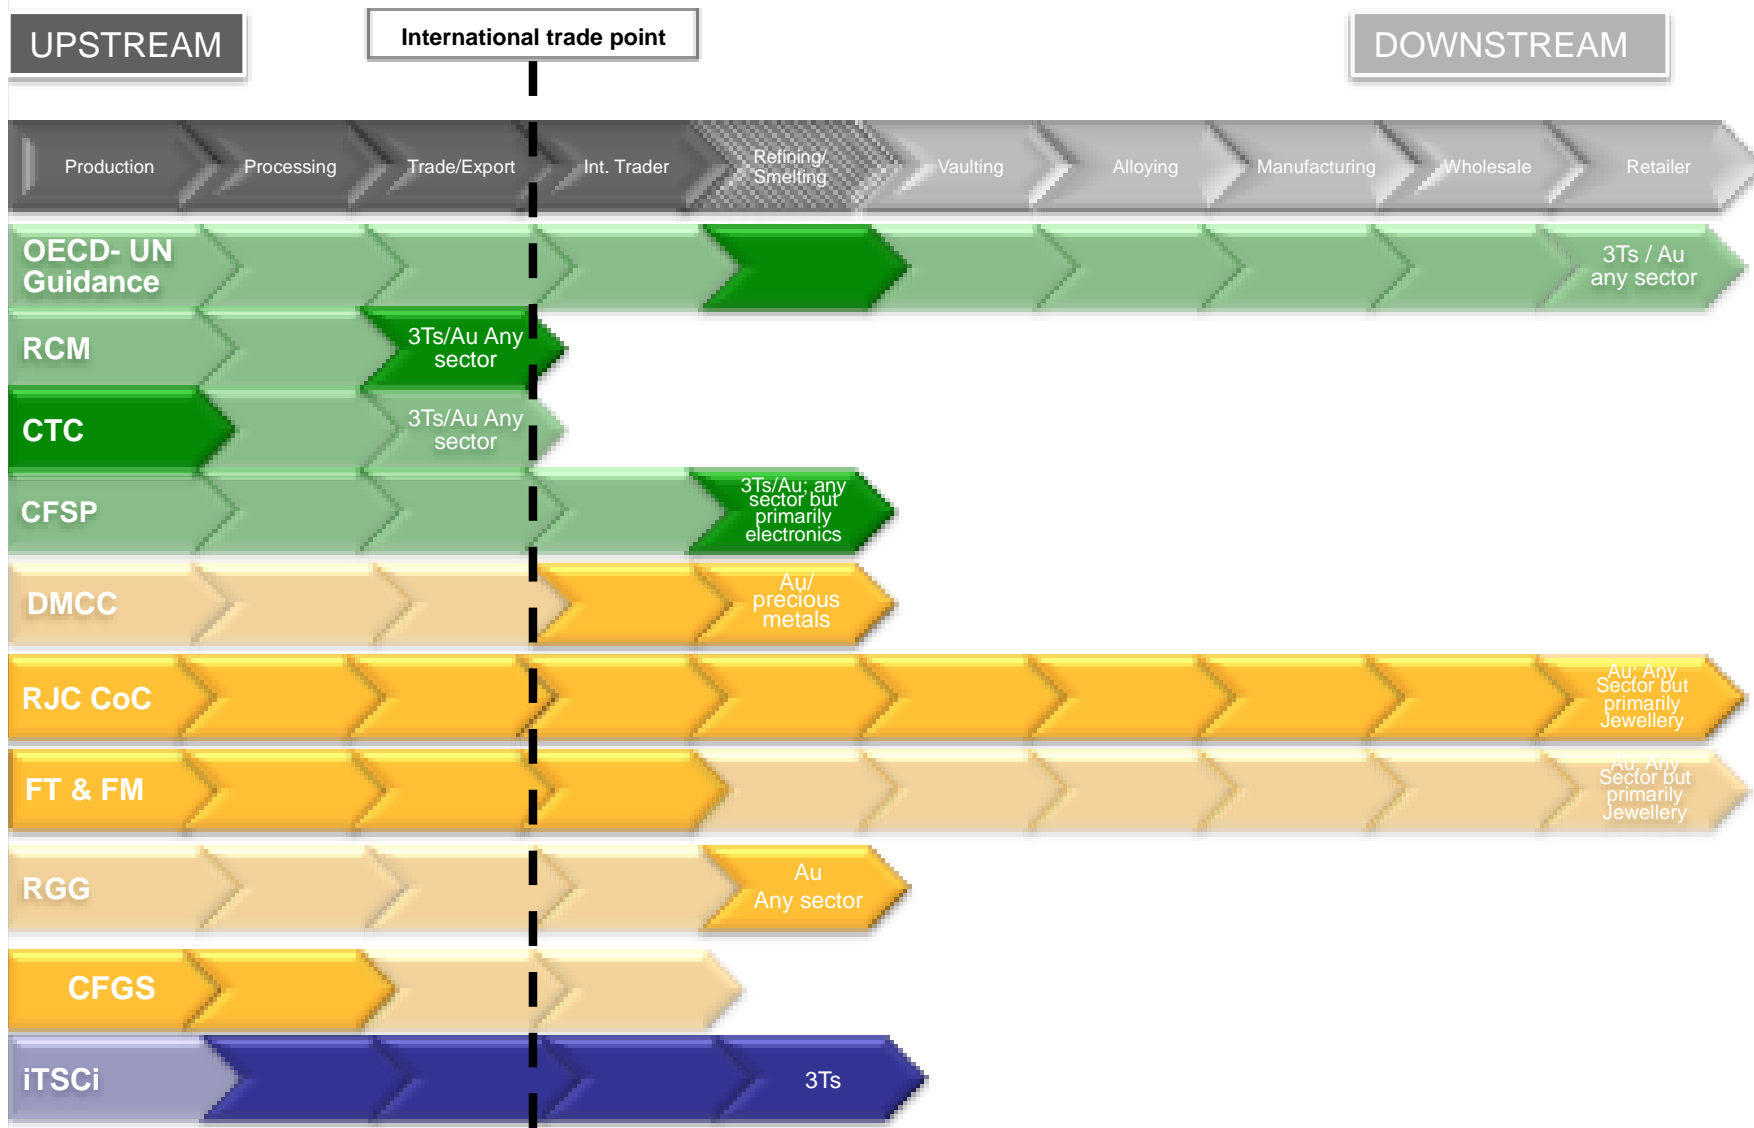 UPSTREAM
International trade point
DOWNSTREAM
Production
Processing
Trade/Export
Int. Trader
Refining/
Smelting
Vaulting
Alloying
Manufacturing
Wholesale
Retailer
OECD- UN
Guidance
3Ts / Au
any sector
RCM
3Ts/Au Any
sector
CTC
3Ts/Au Any
sector
CFSP
3Ts/Au; any
sector but
primarily
electronics
DMCC
Au/
precious
metals
RJC CoC
Au; Any
Sector but
primarily
Jewellery
FT & FM
Au; Any
Sector but
primarily
Jewellery
RGG
Au
Any sector
CFGS
iTSCi
3Ts